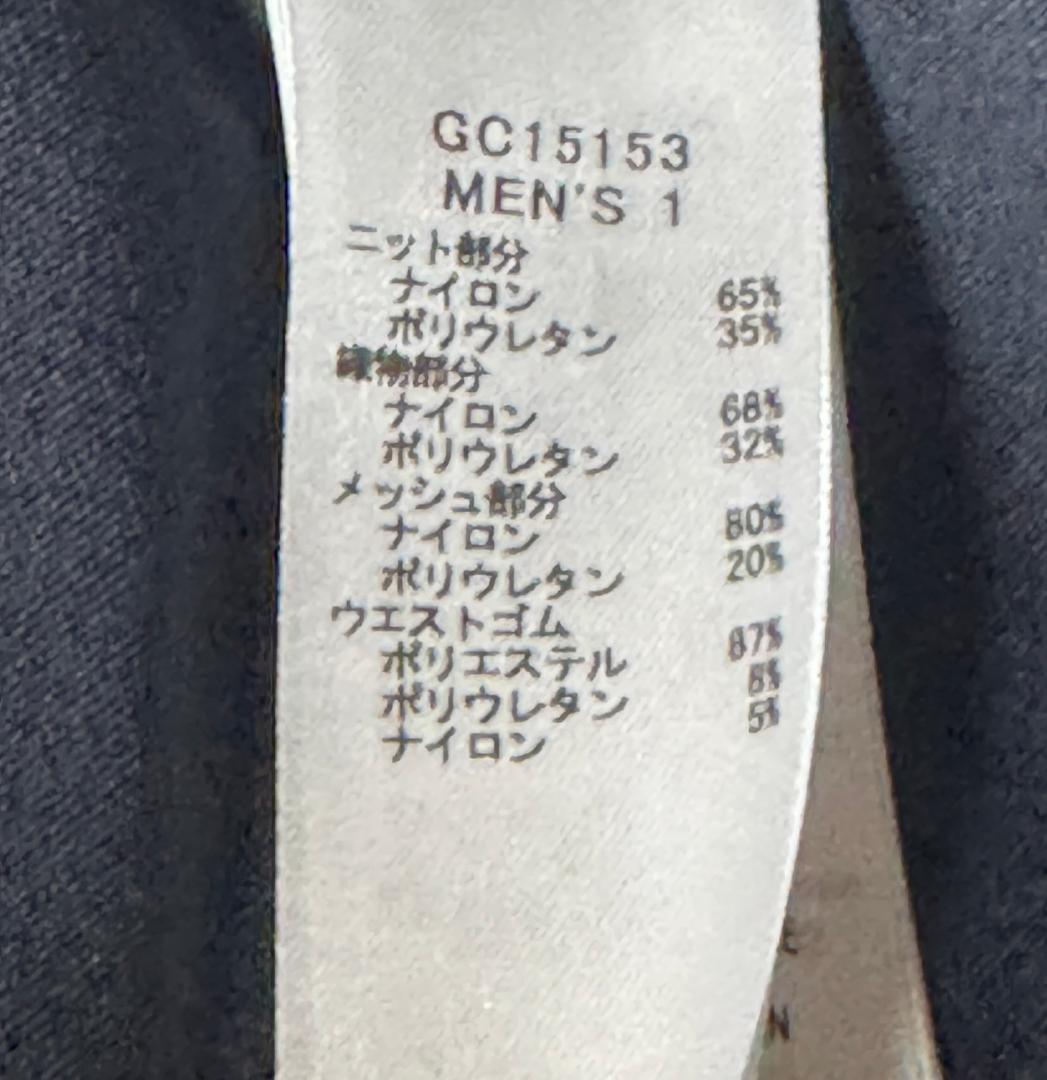 GC15153
MEN'S 1
ニット部分
ナイロン 65%
ポリウレタン 35%
織物部分
ナイロン 68%
ポリウレタン 32%
メッシュ部分
ナイロン 80%
ポリウレタン 20%
ウエストゴム
ポリエステル 87%
ポリウレタン 8%
ナイロン 5%